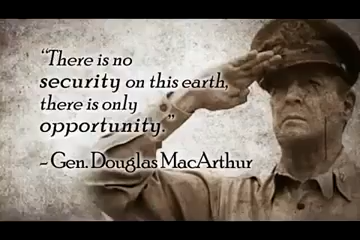 “There is no
security on this earth,
there is only
opportunity.”
- Gen. Douglas MacArthur